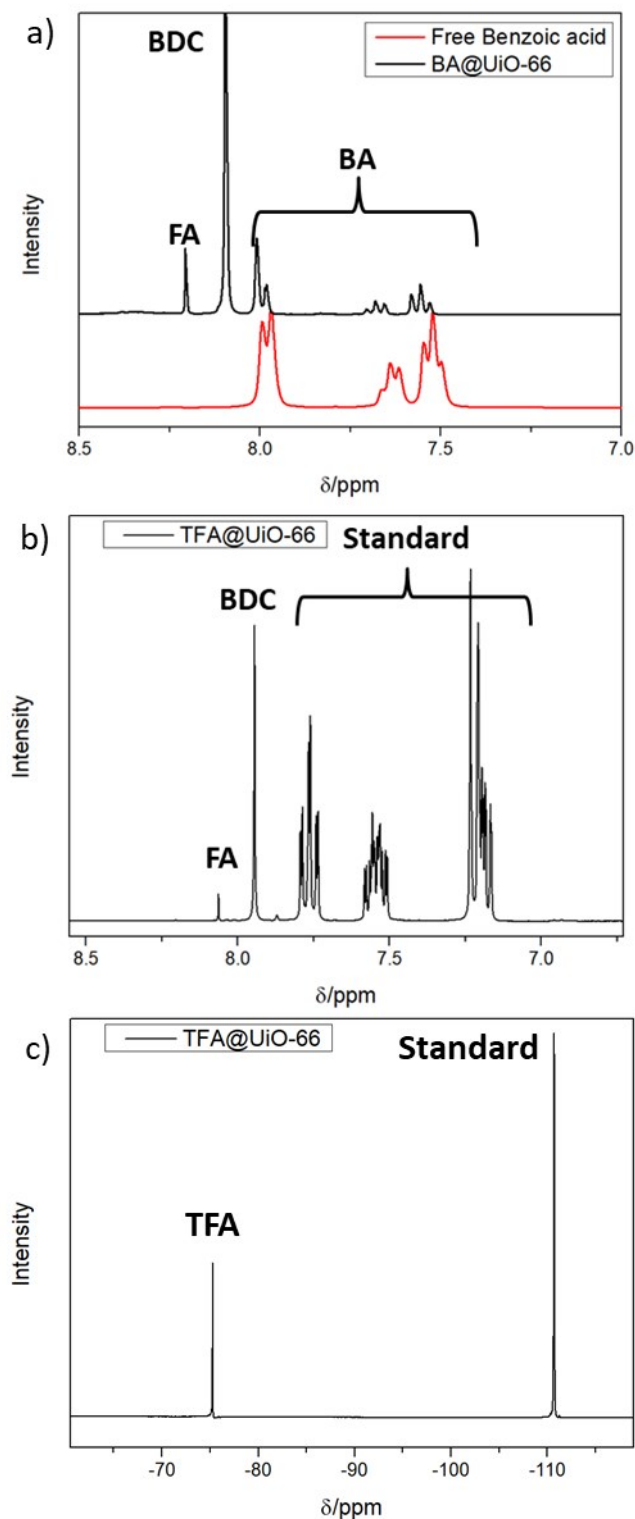 a)
BDC
Free Benzoic acid
BA@UiO-66
BA
FA
Intensity
8.5 8.0 7.5 7.0
δ/ppm
b)
TFA@UiO-66
Standard
BDC
FA
Intensity
8.5 8.0 7.5 7.0
δ/ppm
c)
TFA@UiO-66
Standard
TFA
Intensity
-70 -80 -90 -100 -110
δ/ppm